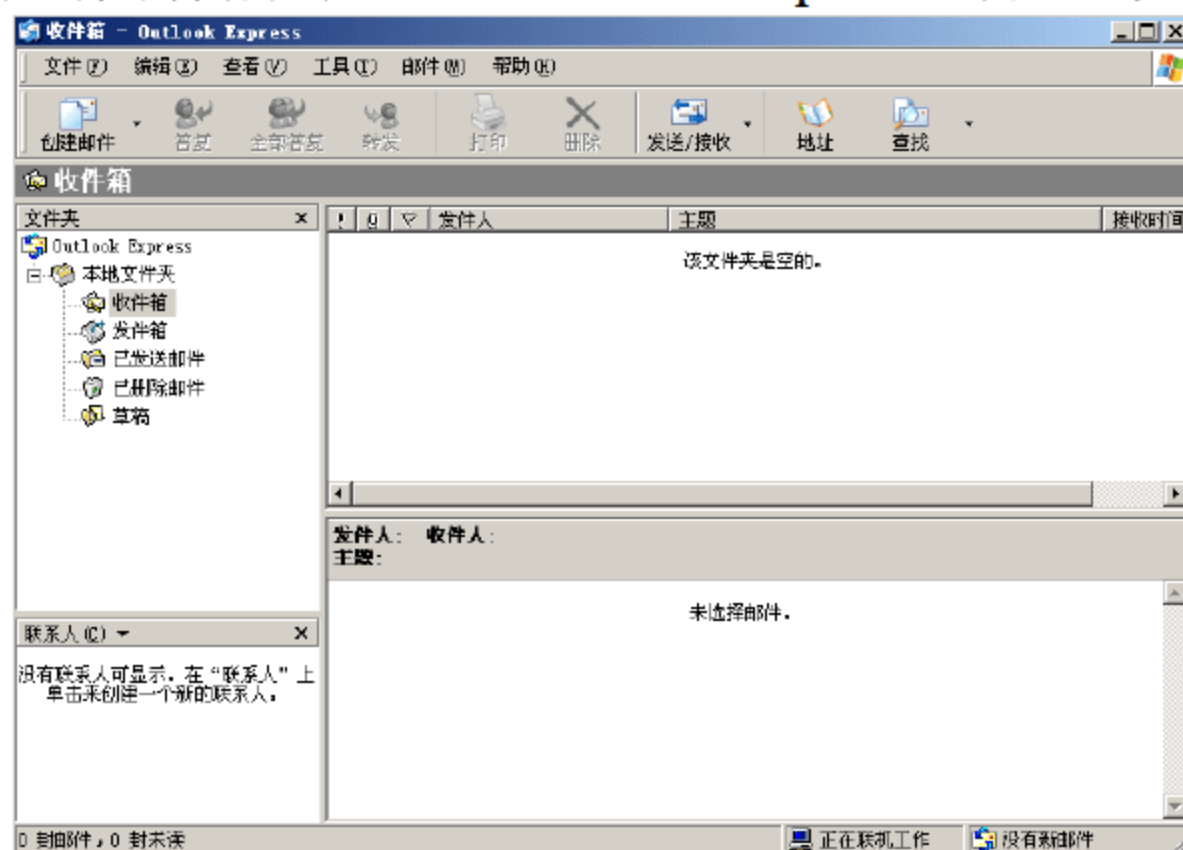 收件箱 - Outlook Express
文件(F) 编辑(E) 查看(V) 工具(T) 邮件(M) 帮助(H)
创建邮件 答复 全部答复 转发 打印 删除 发送/接收 地址 查找
收件箱
文件夹
! 发件人 主题 接收时间
Outlook Express
该文件夹是空的。
本地文件夹
收件箱
发件箱
已发送邮件
已删除邮件
草稿
发件人: 收件人:
主题:
未选择邮件。
联系人(C)
没有联系人可显示。在“联系人”上
单击来创建一个新的联系人。
0 封邮件，0 封未读 正在联机工作 没有新邮件